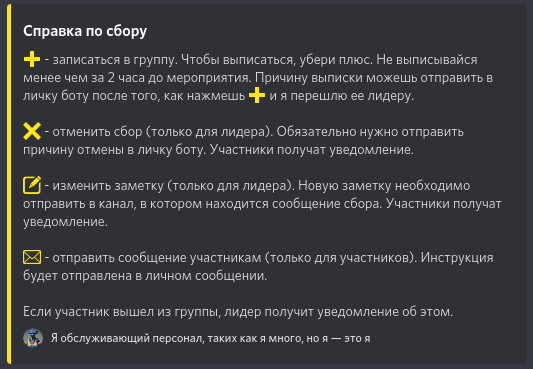 Справка по сбору
- записаться в группу. Чтобы выписаться, убери плюс. Не выписывайся
менее чем за 2 часа до мероприятия. Причину выписки можешь отправить в
личку боту после того, как нажмешь и я перешлю ее лидеру.
- отменить сбор (только для лидера). Обязательно нужно отправить
причину отмены в личку боту. Участники получат уведомление.
- изменить заметку (только для лидера). Новую заметку необходимо
отправить в канал, в котором находится сообщение сбора. Участники получат
уведомление.
- отправить сообщение участникам (только для участников). Инструкция
будет отправлена в личном сообщении.
Если участник вышел из группы, лидер получит уведомление об этом.
Я обслуживающий персонал, таких как я много, но я — это я